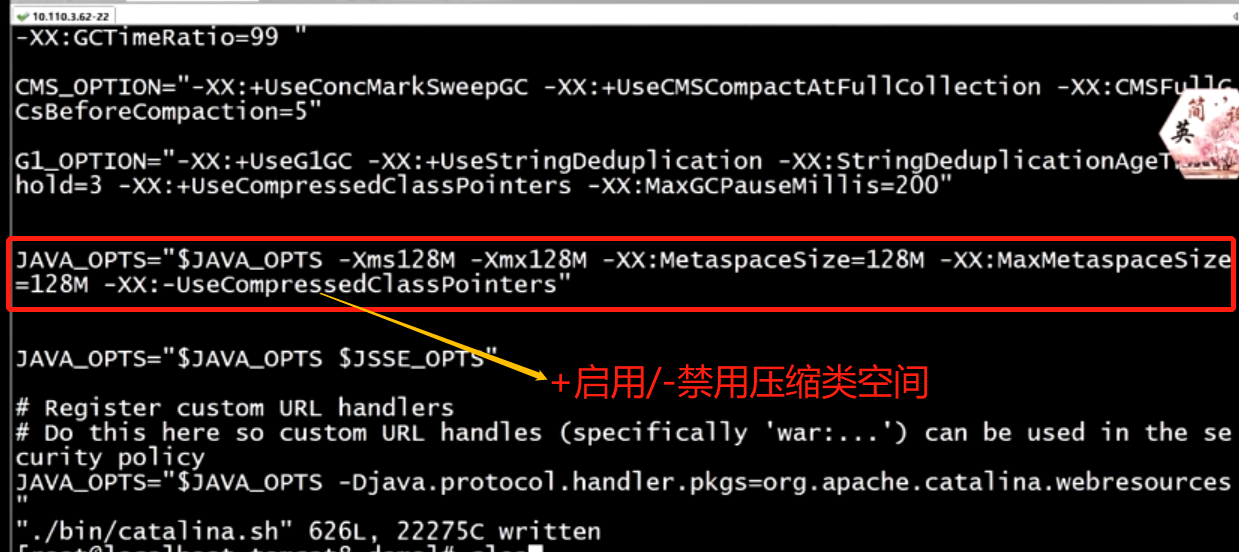 10.110.3.62-22
-XX:GCTimeRatio=99 "
CMS_OPTION="-XX:+UseConcMarkSweepGC -XX:+UseCMSCompactAtFullCollection -XX:CMSFullG
CsBeforeCompaction=5"
G1_OPTION="-XX:+UseG1GC -XX:+UseStringDeduplication -XX:StringDeduplicationAgeT
hold=3 -XX:+UseCompressedClassPointers -XX:MaxGCPauseMillis=200"
JAVA_OPTS="$JAVA_OPTS -Xms128M -Xmx128M -XX:MetaspaceSize=128M -XX:MaxMetaspaceSize
=128M -XX:-UseCompressedClassPointers"
JAVA_OPTS="$JAVA_OPTS $JSSE_OPTS"
+启用/-禁用压缩类空间
# Register custom URL handlers
# Do this here so custom URL handles (specifically 'war:...') can be used in the se
curity policy
JAVA_OPTS="$JAVA_OPTS -Djava.protocol.handler.pkgs=org.apache.catalina.webresources
"
"./bin/catalina.sh" 626L, 22275C written
简
英